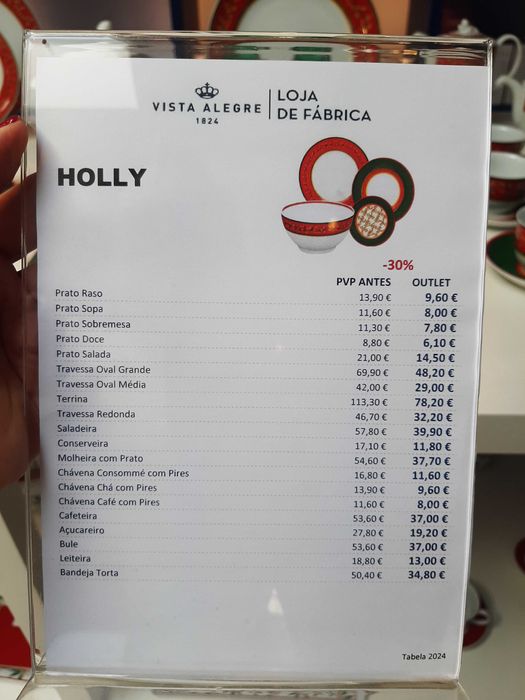 VISTA ALEGRE
1824
LOJA
DE FÁBRICA
HOLLY
-30%
PVP ANTES OUTLET
Prato Raso 13,90 € 9,60 €
Prato Sopa 11,60 € 8,00 €
Prato Sobremesa 11,30 € 7,80 €
Prato Doce 8,80 € 6,10 €
Prato Salada 21,00 € 14,50 €
Travessa Oval Grande 69,90 € 48,20 €
Travessa Oval Média 42,00 € 29,00 €
Terrina 113,30 € 78,20 €
Travessa Redonda 46,70 € 32,20 €
Saladeira 57,80 € 39,90 €
Conserveira 17,10 € 11,80 €
Molheira com Prato 54,60 € 37,70 €
Chávena Consommé com Pires 16,80 € 11,60 €
Chávena Chá com Pires 13,90 € 9,60 €
Chávena Café com Pires 11,60 € 8,00 €
Cafeteira 53,60 € 37,00 €
Açucareiro 27,80 € 19,20 €
Bule 53,60 € 37,00 €
Leiteira 18,80 € 13,00 €
Bandeja Torta 50,40 € 34,80 €
Tabela 2024